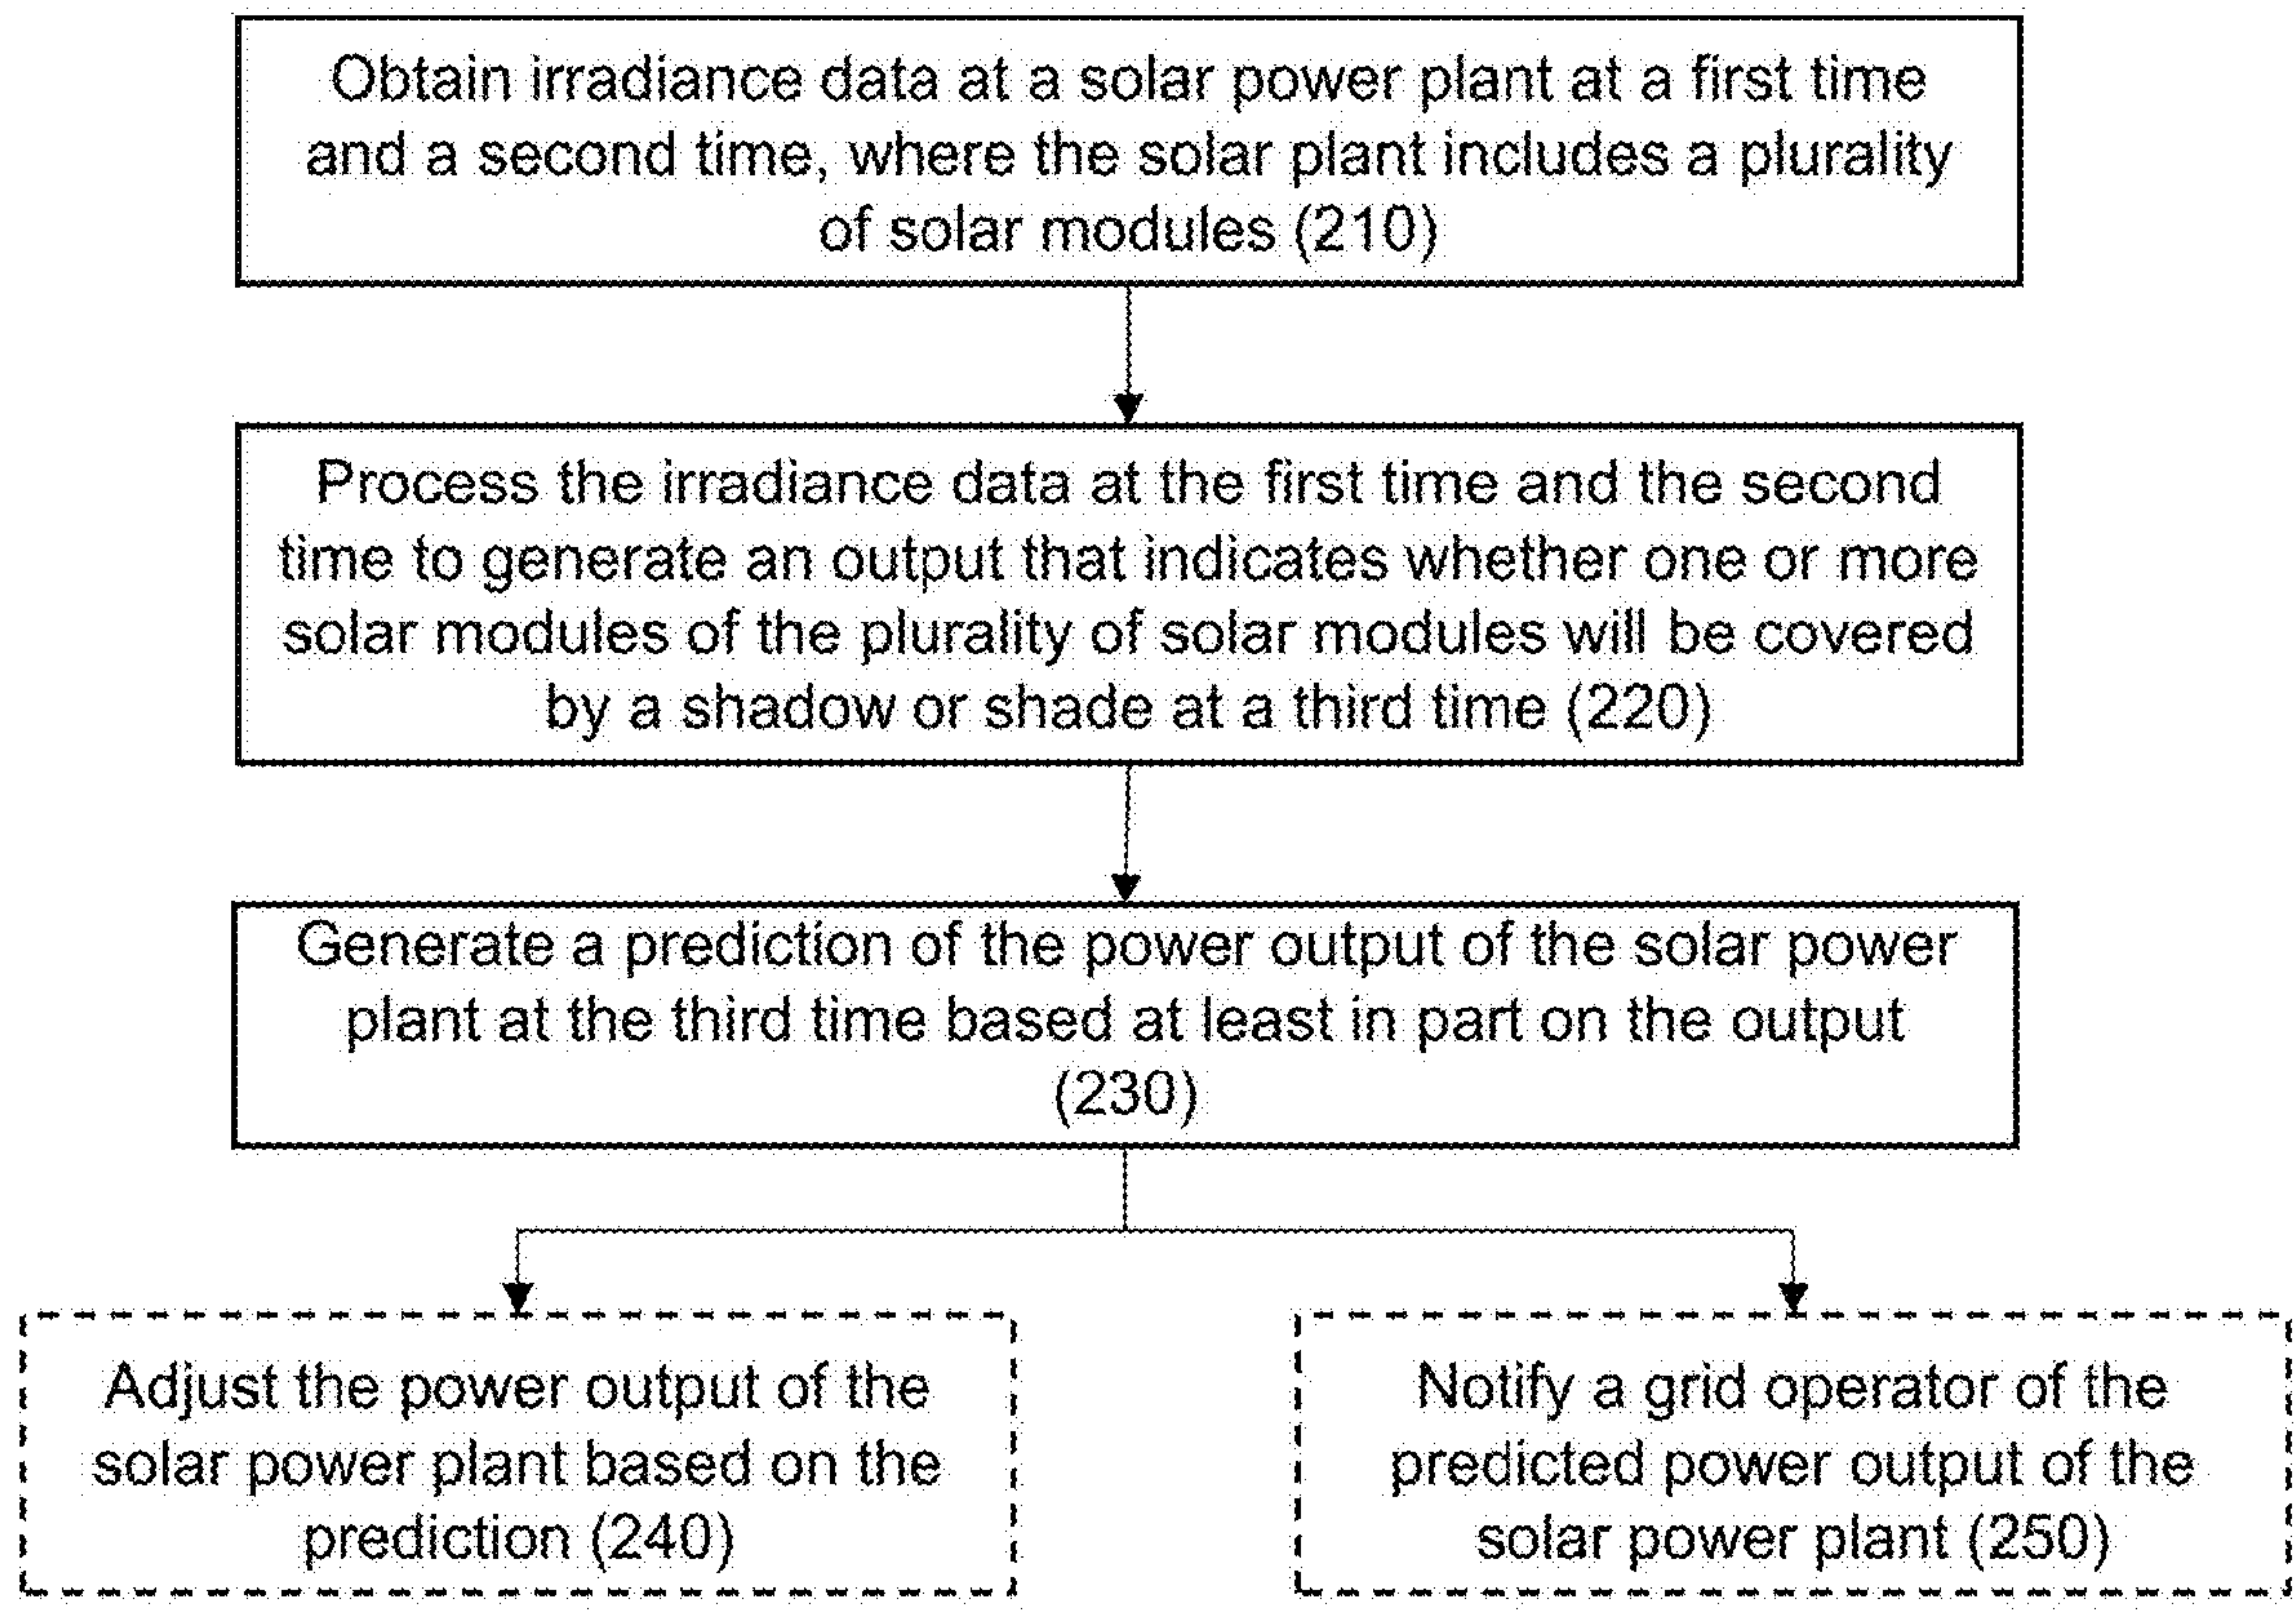 Obtain irradiance data at a solar power plant at a first time
and a second time, where the solar plant includes a plurality
of solar modules (210)
Process the irradiance data at the first time and the second
time to generate an output that indicates whether one or more
solar modules of the plurality of solar modules will be covered
by a shadow or shade at a third time (220)
Generate a prediction of the power output of the solar power
plant at the third time based at least in part on the output
(230)
Adjust the power output of the
solar power plant based on the
prediction (240)
Notify a grid operator of the
predicted power output of the
solar power plant (250)